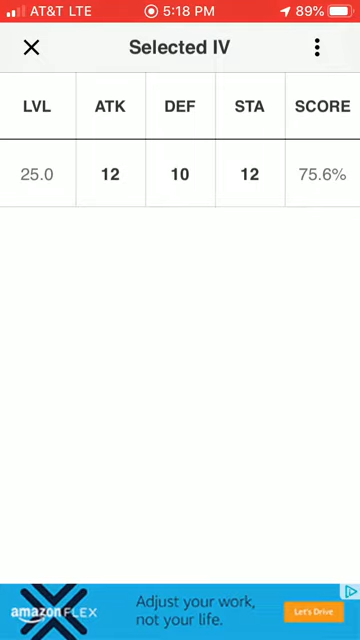 AT&T LTE 5:18 PM 89%
Selected IV
LVL ATK DEF STA SCORE
25.0 12 10 12 75.6%
amazon FLEX
Adjust your work,
not your life.
Let's Drive